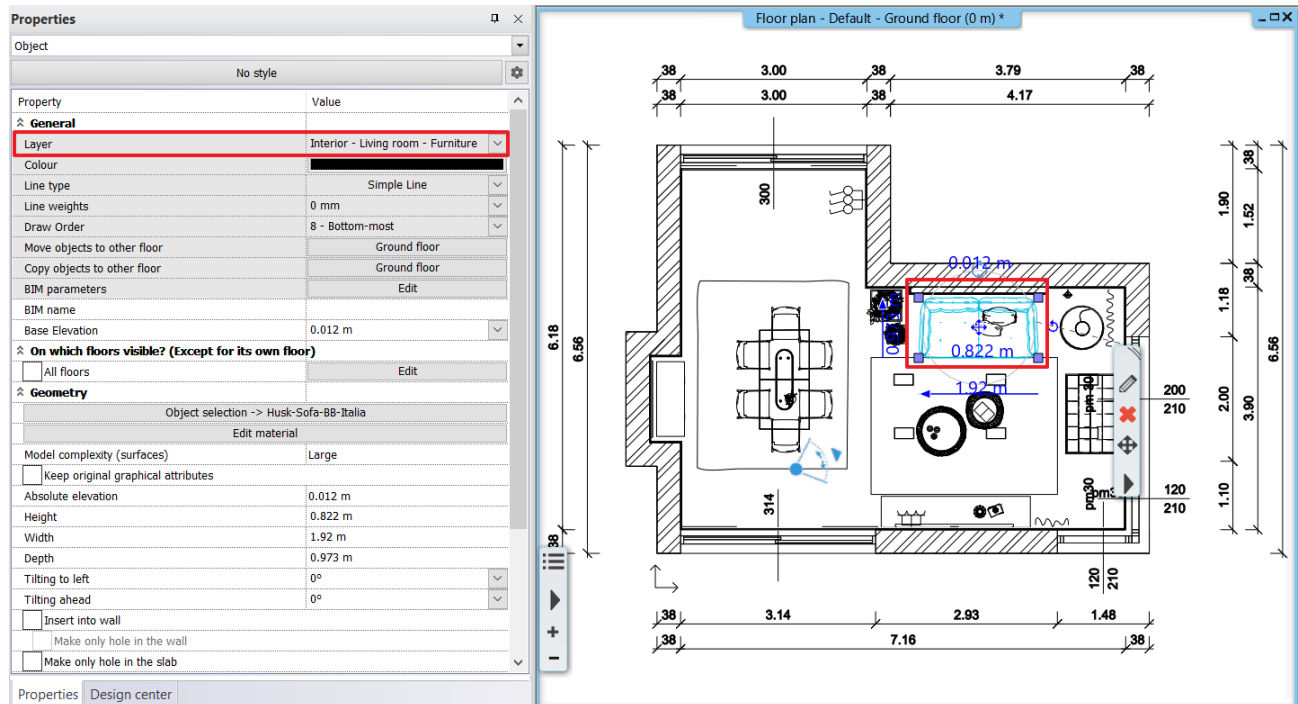 Properties
Object
No style
Property Value
General
Layer Interior - Living room - Furniture
Colour
Line type Simple Line
Line weights 0 mm
Draw Order 8 - Bottom-most
Move objects to other floor Ground floor
Copy objects to other floor Ground floor
BIM parameters Edit
BIM name
Base Elevation 0.012 m
On which floors visible? (Except for its own floor)
All floors Edit
Geometry
Object selection -> Husk-Sofa-BB-Italia
Edit material
Model complexity (surfaces) Large
Keep original graphical attributes
Absolute elevation 0.012 m
Height 0.822 m
Width 1.92 m
Depth 0.973 m
Tilting to left 0º
Tilting ahead 0º
Insert into wall
Make only hole in the wall
Make only hole in the slab
Properties Design center
Floor plan - Default - Ground floor (0 m) *
38 3.00 38 3.79 38
38 3.00 38 4.17
38
300
1.90
1.52
0.012 m
38
1.18
6.18
6.56
0.822 m
6.56
1.92 m
pm 30
200
210
2.00
3.90
314
pm30
120
210
1.10
38
120
210
38 3.14 2.93 1.48
38 7.16 38